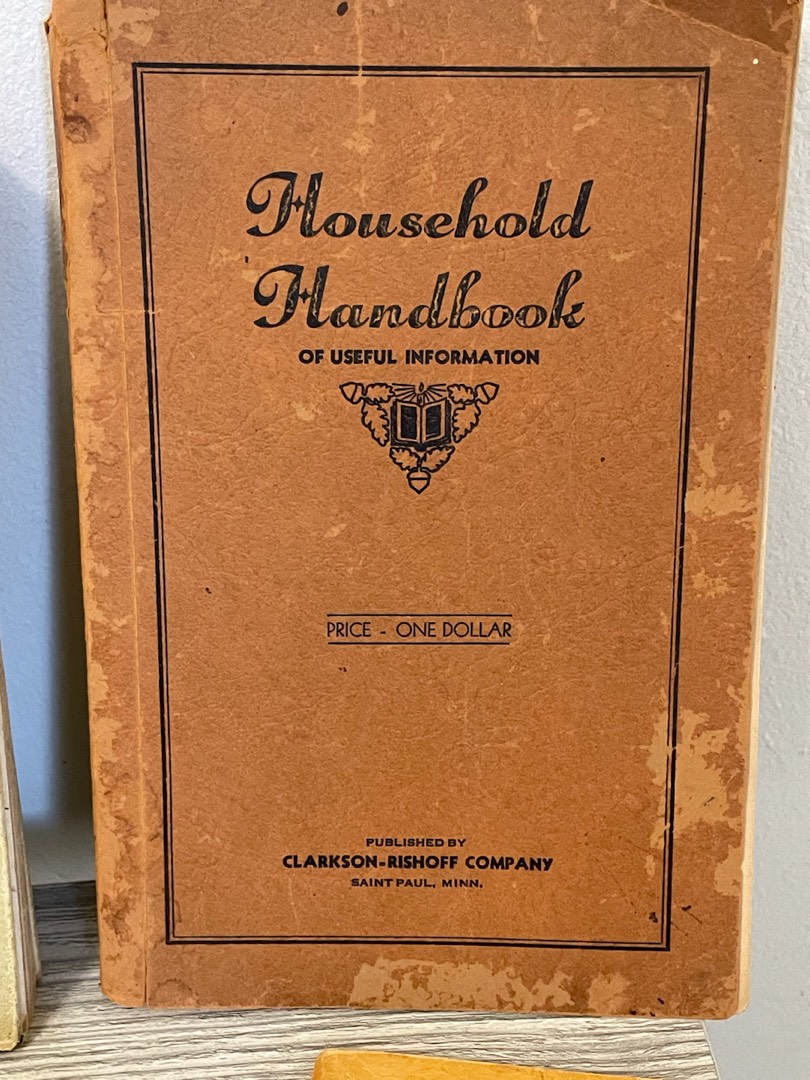 Household
Handbook
OF USEFUL INFORMATION
PRICE - ONE DOLLAR
PUBLISHED BY
CLARKSON-RISHOFF COMPANY
SAINT PAUL, MINN.